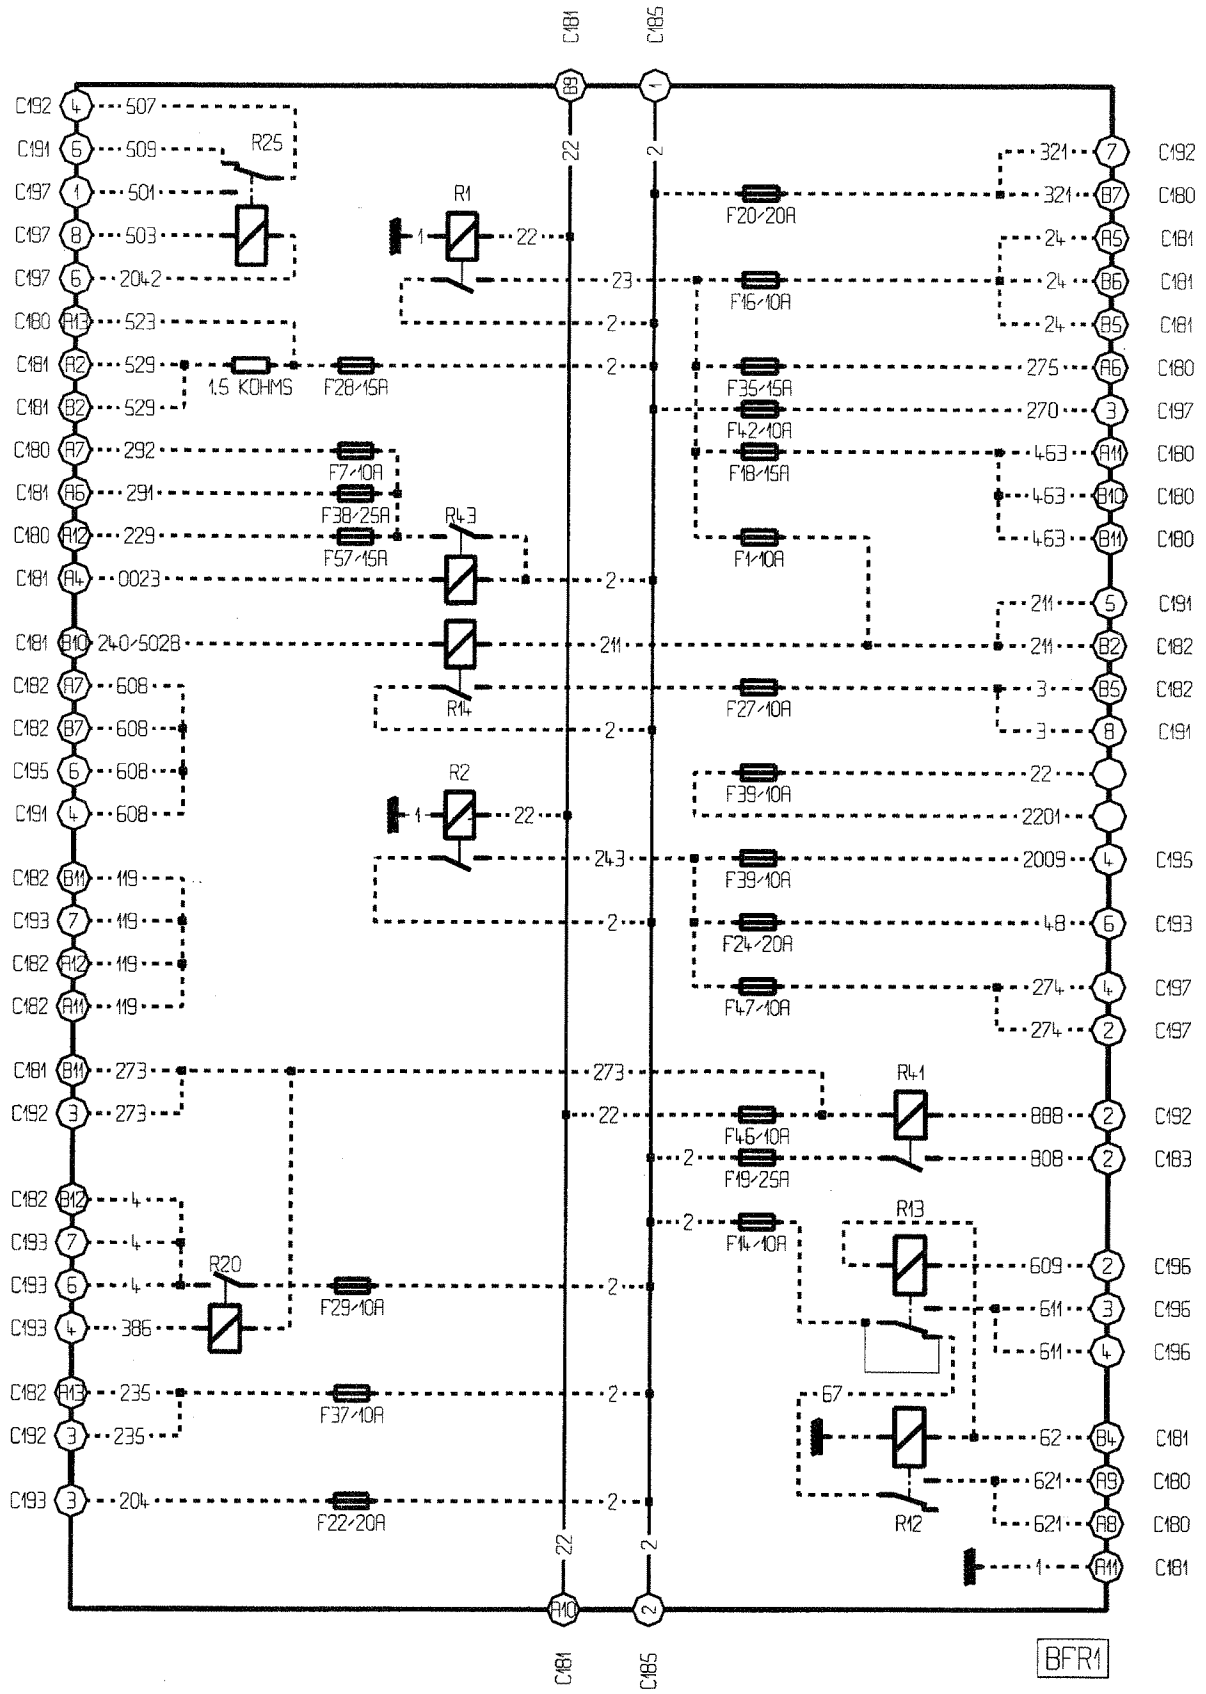 C181 C185
B9 1
C192 4 507
C191 6 509 R25 22 2 321 7 C192
C197 1 501 R1 F20/20A 321 B7 C180
C197 8 503 1 22 24 A5 C181
C197 6 2042 23 F16/10A 24 B6 C181
C180 A13 523 2 24 B5 C181
C181 A2 529 1.5 KOHMS F28/15A 2 F35/15A 275 A6 C180
C181 B2 529 F42/10A 270 3 C197
C180 A7 292 F7/10A F18/15A 463 A11 C180
C181 A6 291 F38/25A 463 B10 C180
C180 A12 229 F57/15A R43 F1/10A 463 B11 C180
C181 A4 0023 2
211 5 C191
C181 B10 240/5028 211 211 B2 C182
C182 A7 608 R14 F27/10A 3 B5 C182
C182 B7 608 2 3 8 C191
C195 6 608 R2 F39/10A 22
C191 4 608 1 22 2201
243 F39/10A 2009 4 C195
C182 B11 119
C193 7 119 2 F24/20A 48 6 C193
C182 A12 119
C182 A11 119 F47/10A 274 4 C197
274 2 C197
C181 B11 273 273 R41
C192 3 273 22 F46/10A 888 2 C192
2 F19/25A 808 2 C183
C182 B12 4
C193 7 4 2 F14/10A R13
C193 6 4 R20 F29/10A 2 609 2 C196
C193 4 386 611 3 C196
611 4 C196
C182 A13 235 F37/10A 2 67
C192 3 235 62 B4 C181
C193 3 204 F22/20A 2 621 A9 C180
22 2 R12 621 A8 C180
1 A11 C181
A10 2
C181 C185
BFR1